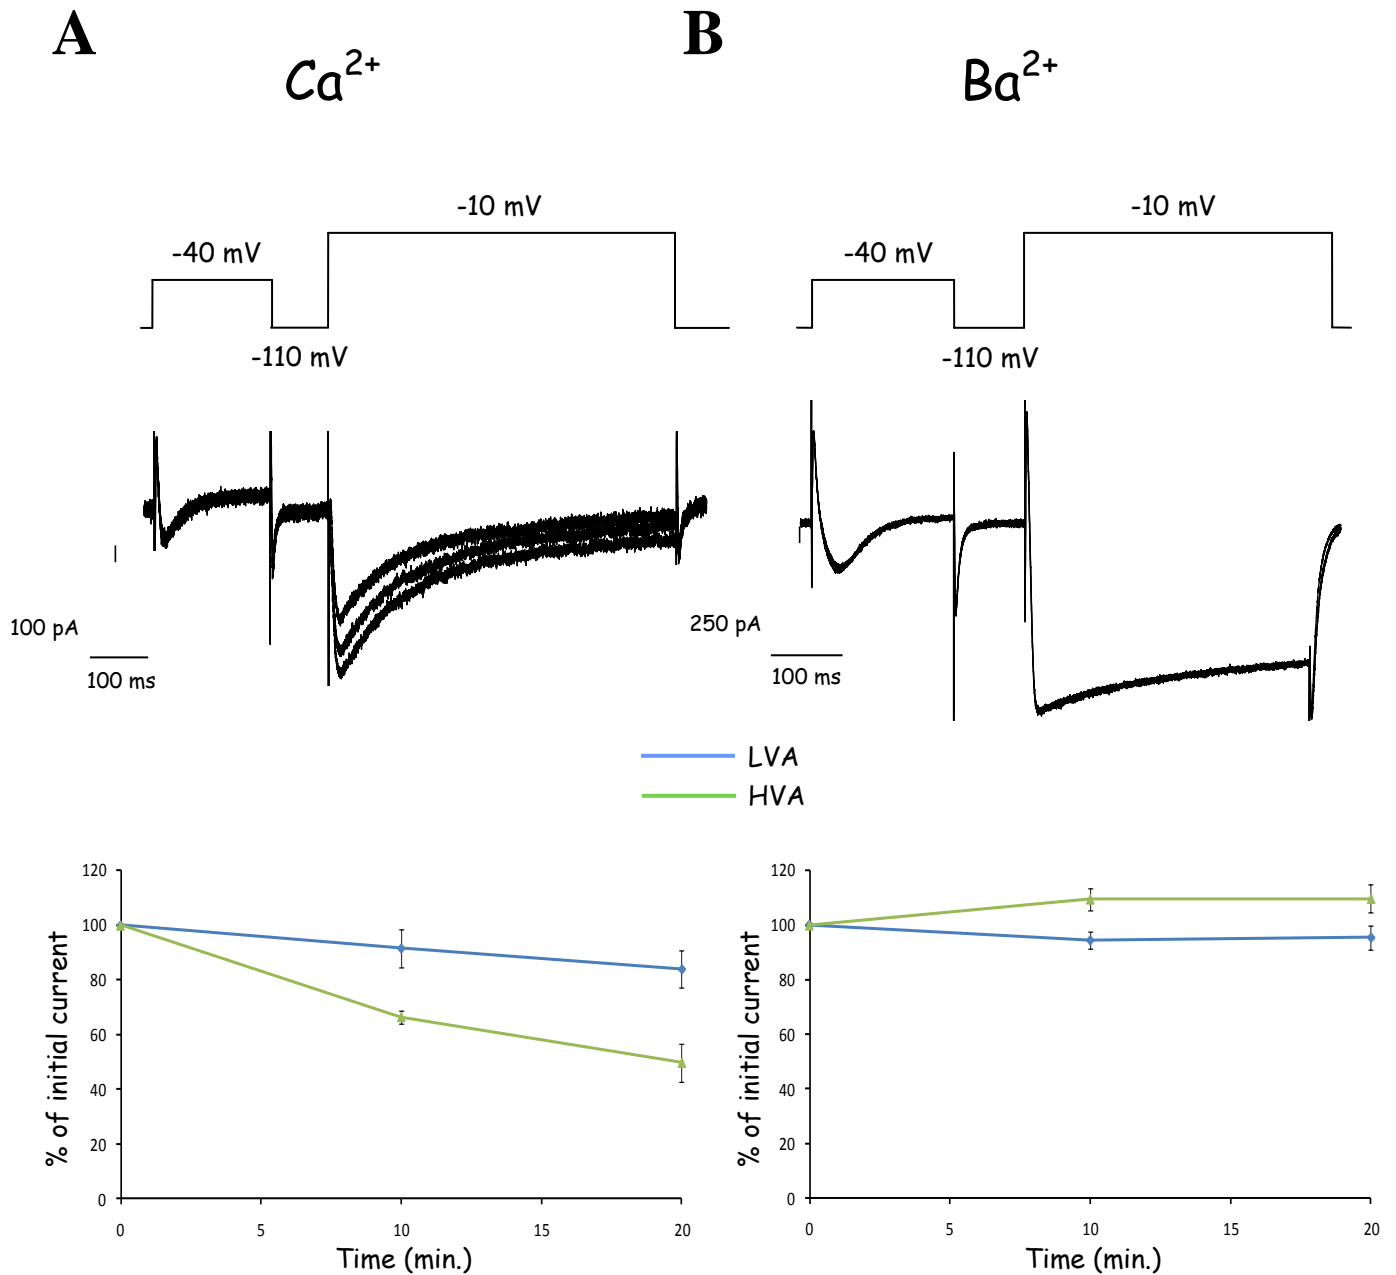 A
B
Ca2+
Ba2+
-10 mV
-10 mV
-40 mV
-40 mV
-110 mV
-110 mV
100 pA
100 ms
250 pA
100 ms
LVA
HVA
% of initial current
120
100
80
60
40
20
0
0
5
10
15
20
Time (min.)
% of initial current
120
100
80
60
40
20
0
0
5
10
15
20
Time (min.)